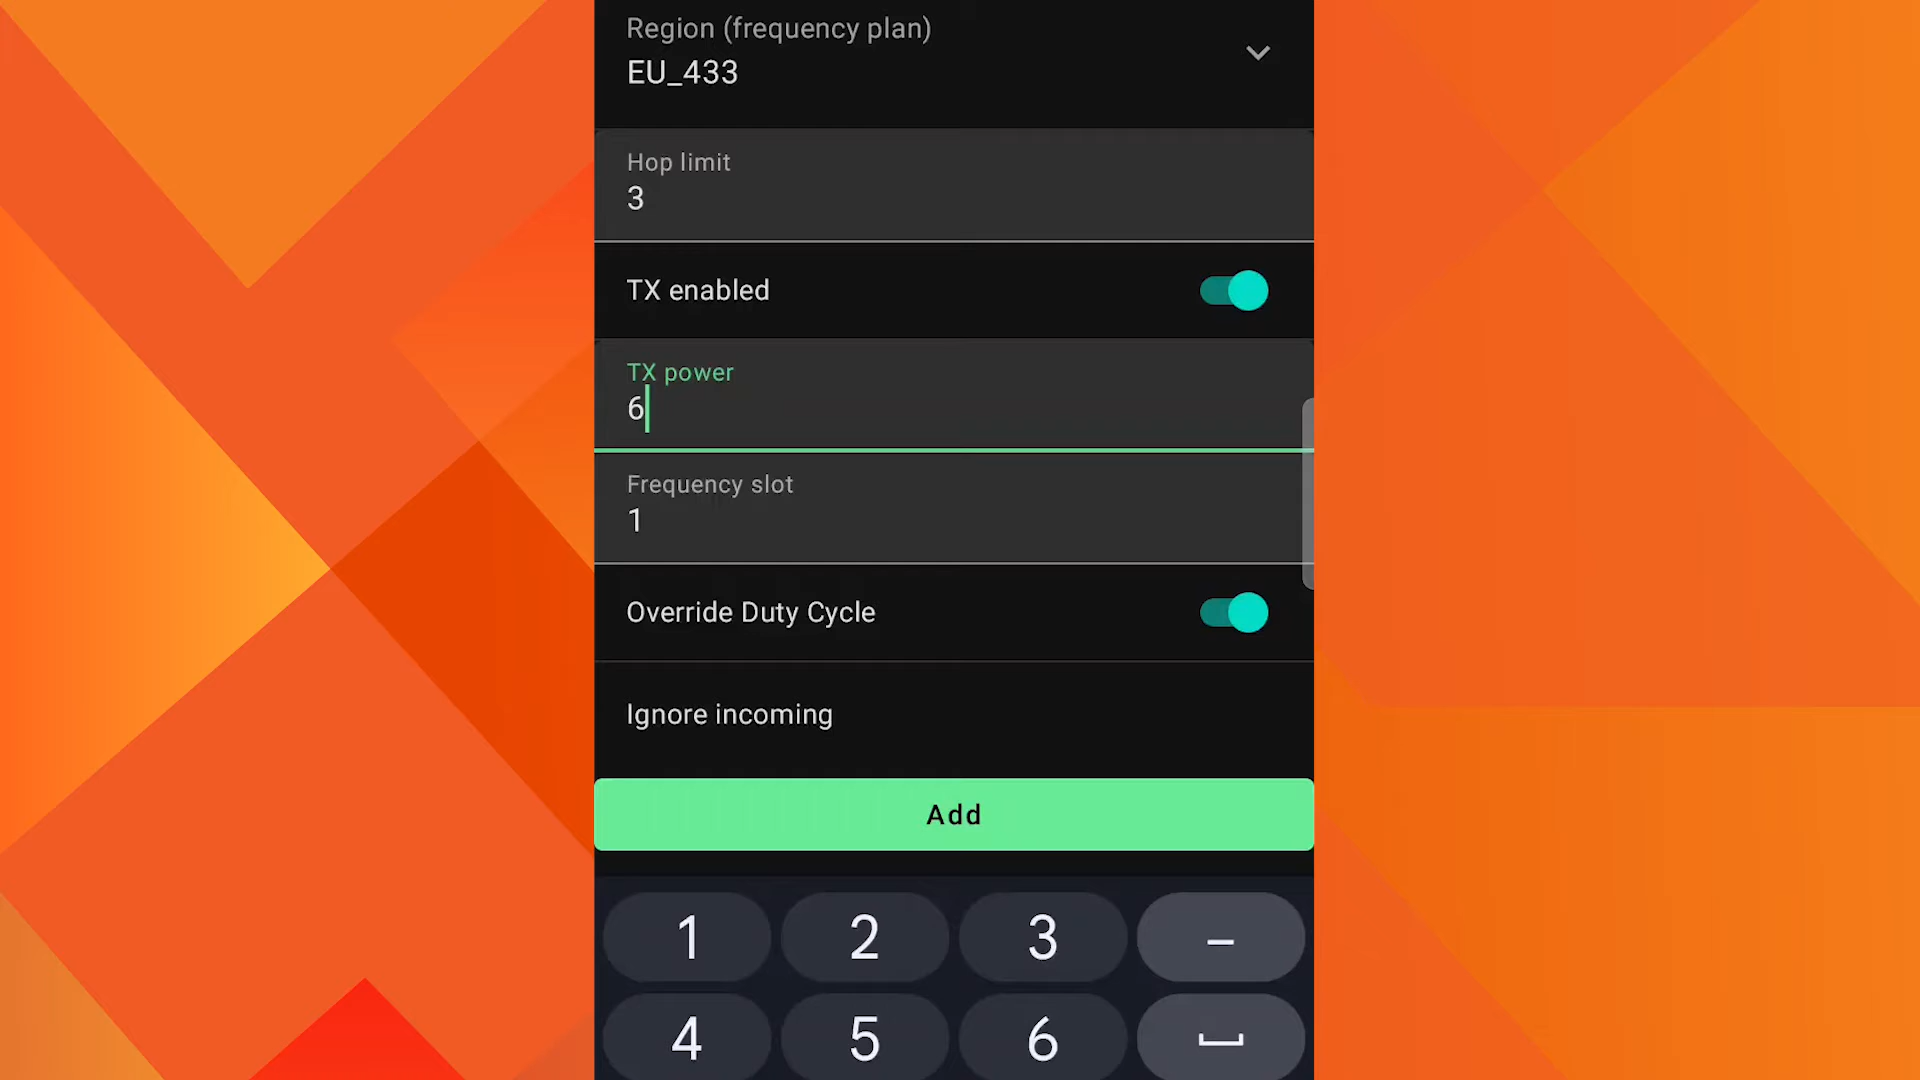 Region (frequency plan)
EU_433
Hop limit
3
TX enabled
TX power
6
Frequency slot
1
Override Duty Cycle
Ignore incoming
Add
1 2 3 –
4 5 6